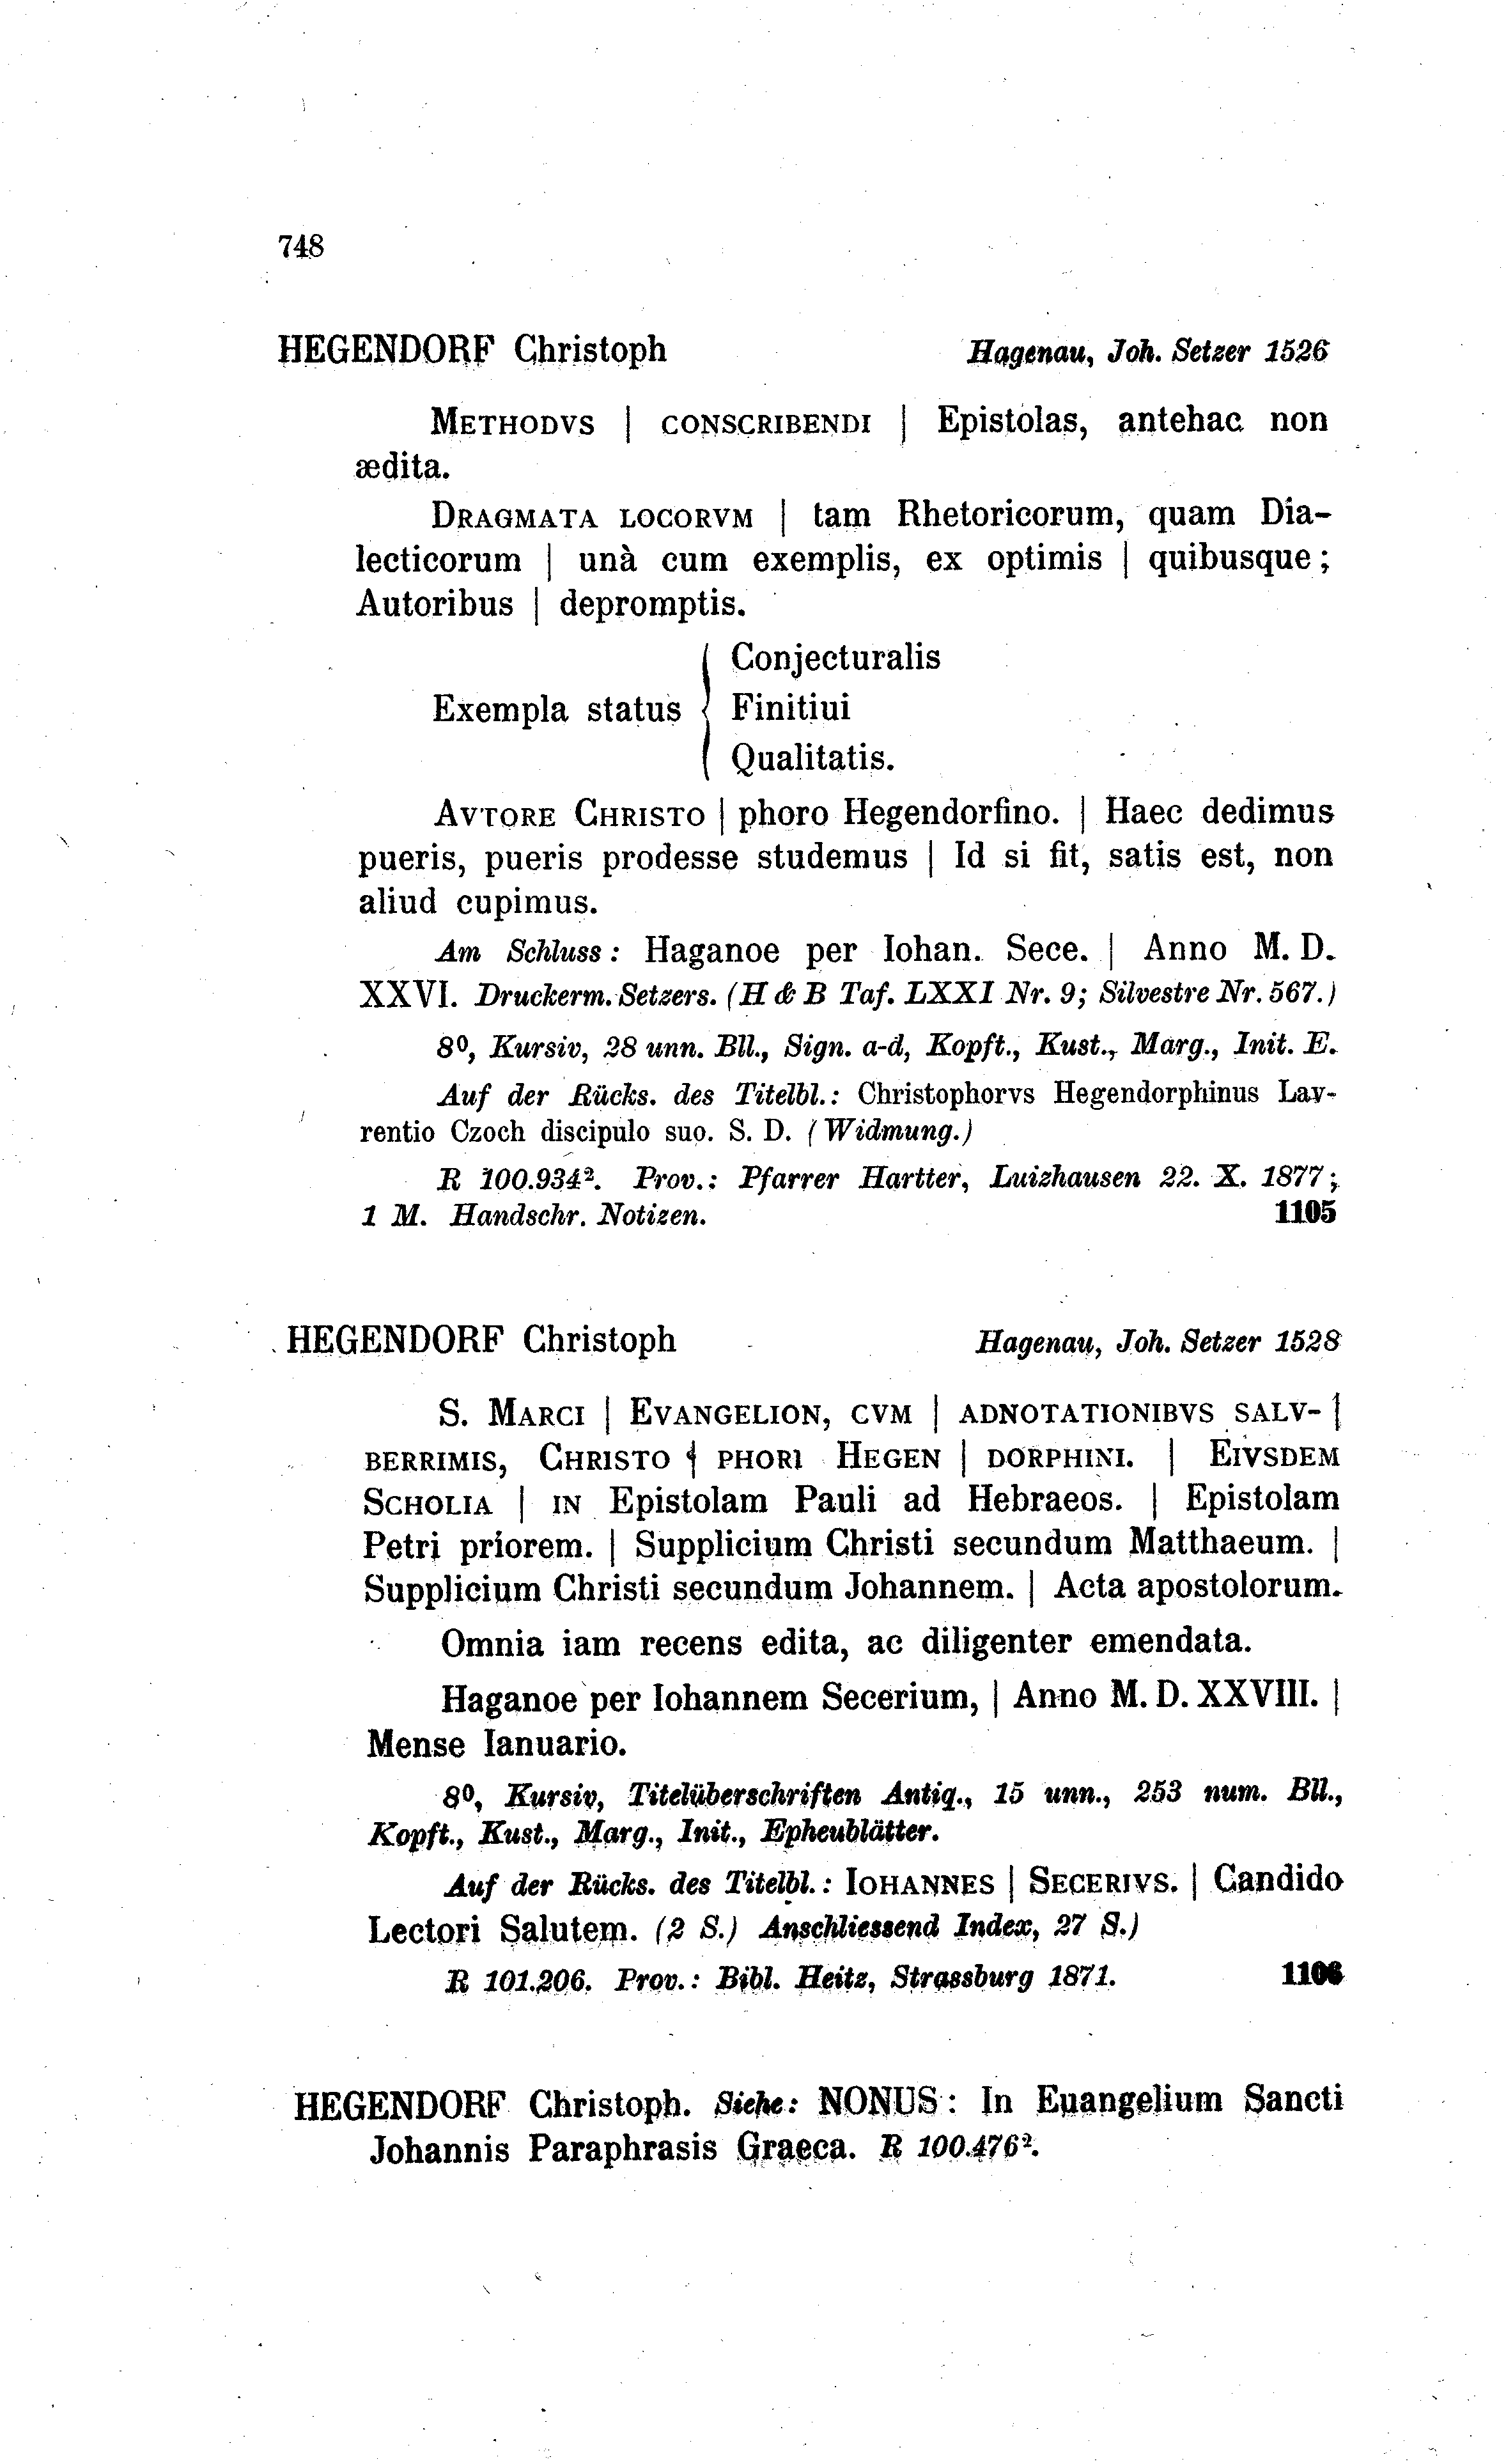 748
HEGENDORF Christoph Hagenau, Joh. Setzer 1526
METHODVS | CONSCRIBENDI | Epistolas, antehac non
ædita.
DRAGMATA LOCORVM | tam Rhetoricorum, quam Dia-
lecticorum | unà cum exemplis, ex optimis | quibusque;
Autoribus | depromptis.
Conjecturalis
Exempla status { Finitiui
Qualitatis.
AVTORE CHRISTO | phoro Hegendorfino. | Haec dedimus
pueris, pueris prodesse studemus | Id si fit, satis est, non
aliud cupimus.
Am Schluss: Haganoe per Iohan. Sece. | Anno M. D.
XXVI. Druckerm. Setzers. (H & B Taf. LXXI Nr. 9; Silvestre Nr. 567.)
8⁰, Kursiv, 28 unn. Bll., Sign. a-d, Kopft., Kust., Marg., Init. E.
Auf der Rücks. des Titelbl.: Christophorvs Hegendorphinus Lav-
rentio Czoch discipulo suo. S. D. (Widmung.)
R 100.934². Prov.: Pfarrer Hartter, Luizhausen 22. X. 1877;
1 M. Handschr. Notizen. 1105
HEGENDORF Christoph Hagenau, Joh. Setzer 1528
S. MARCI | EVANGELION, CVM | ADNOTATIONIBVS SALV- |
BERRIMIS, CHRISTO | PHORI HEGEN | DORPHINI. | EIVSDEM
SCHOLIA | IN Epistolam Pauli ad Hebraeos. | Epistolam
Petri priorem. | Supplicium Christi secundum Matthaeum. |
Supplicium Christi secundum Johannem. | Acta apostolorum.
Omnia iam recens edita, ac diligenter emendata.
Haganoe per Iohannem Secerium, | Anno M. D. XXVIII. |
Mense Ianuario.
8⁰, Kursiv, Titelüberschriften Antiq., 15 unn., 253 num. Bll.,
Kopft., Kust., Marg., Init., Epheublätter.
Auf der Rücks. des Titelbl.: IOHANNES | SECERIVS. | Candido
Lectori Salutem. (2 S.) Anschliessend Index, 27 S.)
R 101.206. Prov.: Bibl. Heitz, Strassburg 1871. 1106
HEGENDORF Christoph. Siehe: NONUS: In Euangelium Sancti
Johannis Paraphrasis Graeca. R 100.476².